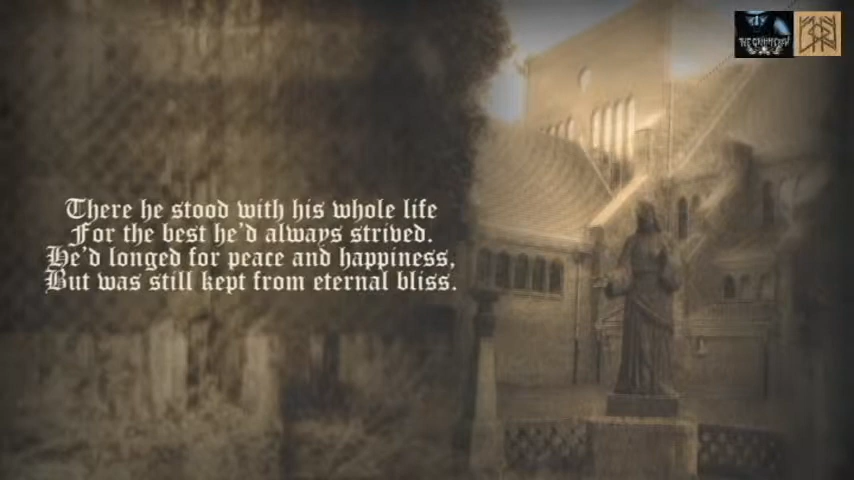 There he stood with his whole life
For the best he'd always strived.
He'd longed for peace and happiness,
But was still kept from eternal bliss.